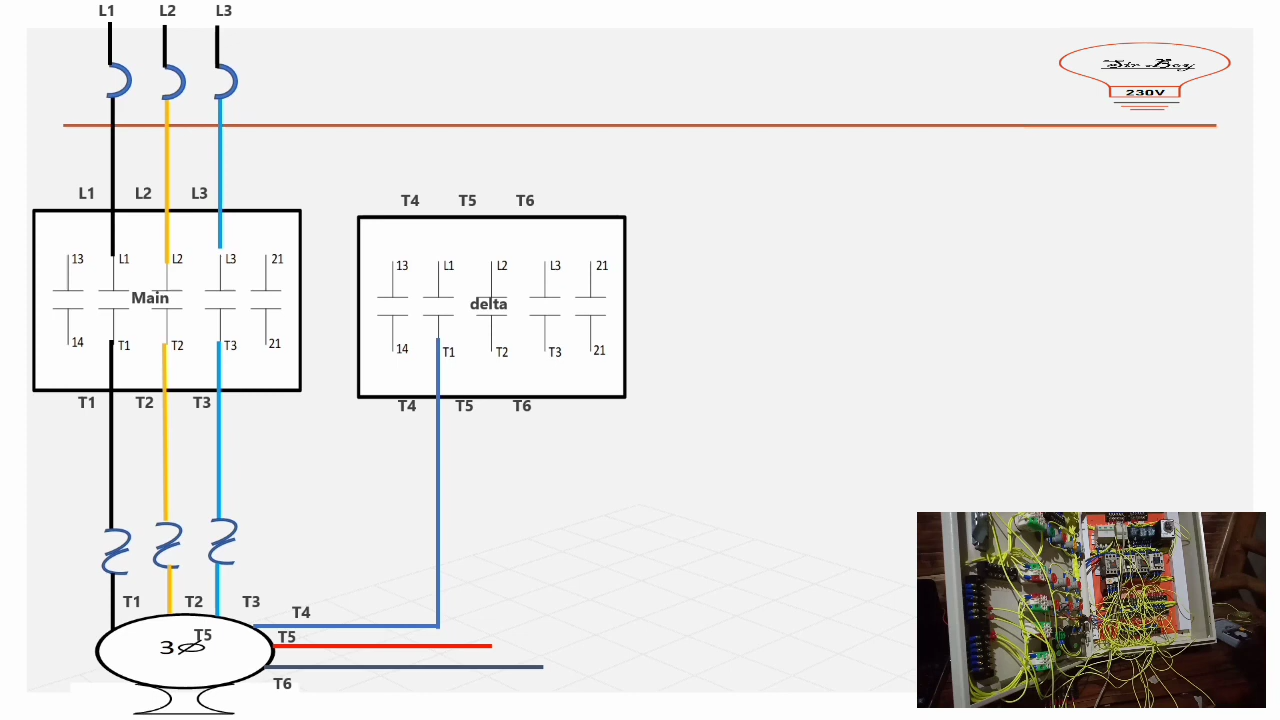 L1 L2 L3
Sir Boy
230V
L1 L2 L3
T4 T5 T6
13 L1 L2 L3 21
13 L1 L2 L3 21
Main
delta
14 T1 T2 T3 21
14 T1 T2 T3 21
T1 T2 T3
T4 T5 T6
T1 T2 T3
T4
T5
T5
3⌀
T6